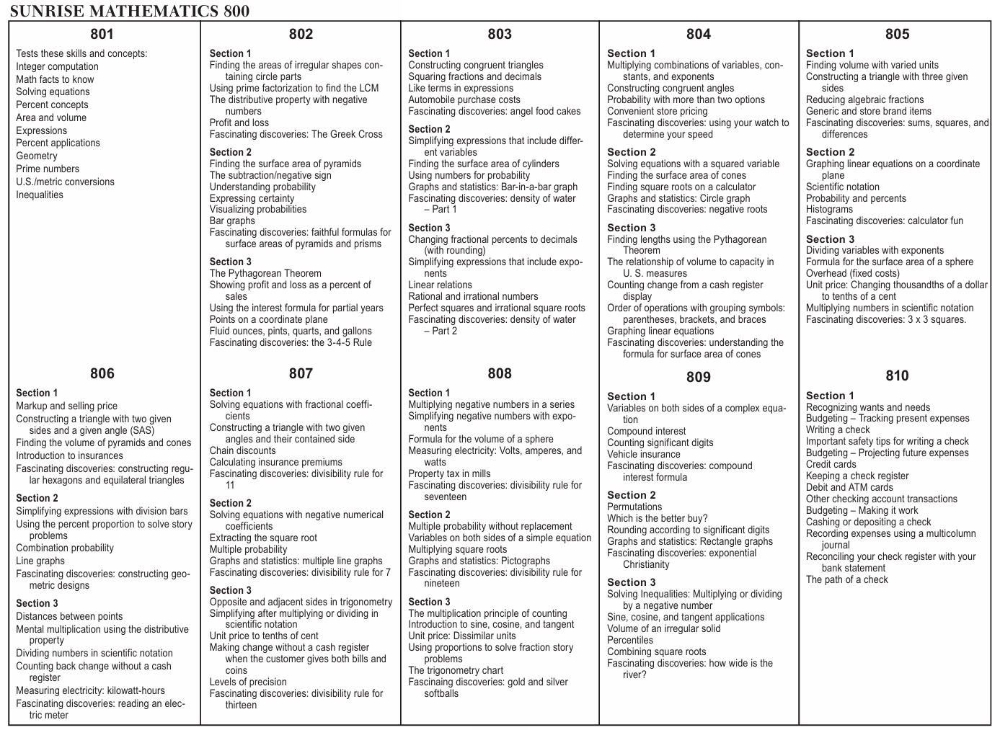 SUNRISE MATHEMATICS 800
801
Tests these skills and concepts:
Integer computation
Math facts to know
Solving equations
Percent concepts
Area and volume
Expressions
Percent applications
Geometry
Prime numbers
U.S./metric conversions
Inequalities
802
Section 1
Finding the areas of irregular shapes con-
taining circle parts
Using prime factorization to find the LCM
The distributive property with negative
numbers
Profit and loss
Fascinating discoveries: The Greek Cross
Section 2
Finding the surface area of pyramids
The subtraction/negative sign
Understanding probability
Expressing certainty
Visualizing probabilities
Bar graphs
Fascinating discoveries: faithful formulas for
surface areas of pyramids and prisms
Section 3
The Pythagorean Theorem
Showing profit and loss as a percent of
sales
Using the interest formula for partial years
Points on a coordinate plane
Fluid ounces, pints, quarts, and gallons
Fascinating discoveries: the 3-4-5 Rule
803
Section 1
Constructing congruent triangles
Squaring fractions and decimals
Like terms in expressions
Automobile purchase costs
Fascinating discoveries: angel food cakes
Section 2
Simplifying expressions that include differ-
ent variables
Finding the surface area of cylinders
Using numbers for probability
Graphs and statistics: Bar-in-a-bar graph
Fascinating discoveries: density of water
– Part 1
Section 3
Changing fractional percents to decimals
(with rounding)
Simplifying expressions that include expo-
nents
Linear relations
Rational and irrational numbers
Perfect squares and irrational square roots
Fascinating discoveries: density of water
– Part 2
804
Section 1
Multiplying combinations of variables, con-
stants, and exponents
Constructing congruent angles
Probability with more than two options
Convenient store pricing
Fascinating discoveries: using your watch to
determine your speed
Section 2
Solving equations with a squared variable
Finding the surface area of cones
Finding square roots on a calculator
Graphs and statistics: Circle graph
Fascinating discoveries: negative roots
Section 3
Finding lengths using the Pythagorean
Theorem
The relationship of volume to capacity in
U. S. measures
Counting change from a cash register
display
Order of operations with grouping symbols:
parentheses, brackets, and braces
Graphing linear equations
Fascinating discoveries: understanding the
formula for surface area of cones
805
Section 1
Finding volume with varied units
Constructing a triangle with three given
sides
Reducing algebraic fractions
Generic and store brand items
Fascinating discoveries: sums, squares, and
differences
Section 2
Graphing linear equations on a coordinate
plane
Scientific notation
Probability and percents
Histograms
Fascinating discoveries: calculator fun
Section 3
Dividing variables with exponents
Formula for the surface area of a sphere
Overhead (fixed costs)
Unit price: Changing thousandths of a dollar
to tenths of a cent
Multiplying numbers in scientific notation
Fascinating discoveries: 3 x 3 squares.
806
Section 1
Markup and selling price
Constructing a triangle with two given
sides and a given angle (SAS)
Finding the volume of pyramids and cones
Introduction to insurances
Fascinating discoveries: constructing regu-
lar hexagons and equilateral triangles
Section 2
Simplifying expressions with division bars
Using the percent proportion to solve story
problems
Combination probability
Line graphs
Fascinating discoveries: constructing geo-
metric designs
Section 3
Distances between points
Mental multiplication using the distributive
property
Dividing numbers in scientific notation
Counting back change without a cash
register
Measuring electricity: kilowatt-hours
Fascinating discoveries: reading an elec-
tric meter
807
Section 1
Solving equations with fractional coeffi-
cients
Constructing a triangle with two given
angles and their contained side
Chain discounts
Calculating insurance premiums
Fascinating discoveries: divisibility rule for
11
Section 2
Solving equations with negative numerical
coefficients
Extracting the square root
Multiple probability
Graphs and statistics: multiple line graphs
Fascinating discoveries: divisibility rule for 7
Section 3
Opposite and adjacent sides in trigonometry
Simplifying after multiplying or dividing in
scientific notation
Unit price to tenths of cent
Making change without a cash register
when the customer gives both bills and
coins
Levels of precision
Fascinating discoveries: divisibility rule for
thirteen
808
Section 1
Multiplying negative numbers in a series
Simplifying negative numbers with expo-
nents
Formula for the volume of a sphere
Measuring electricity: Volts, amperes, and
watts
Property tax in mills
Fascinating discoveries: divisibility rule for
seventeen
Section 2
Multiple probability without replacement
Variables on both sides of a simple equation
Multiplying square roots
Graphs and statistics: Pictographs
Fascinating discoveries: divisibility rule for
nineteen
Section 3
The multiplication principle of counting
Introduction to sine, cosine, and tangent
Unit price: Dissimilar units
Using proportions to solve fraction story
problems
The trigonometry chart
Fascinaing discoveries: gold and silver
softballs
809
Section 1
Variables on both sides of a complex equa-
tion
Compound interest
Counting significant digits
Vehicle insurance
Fascinating discoveries: compound
interest formula
Section 2
Permutations
Which is the better buy?
Rounding according to significant digits
Graphs and statistics: Rectangle graphs
Fascinating discoveries: exponential
Christianity
Section 3
Solving Inequalities: Multiplying or dividing
by a negative number
Sine, cosine, and tangent applications
Volume of an irregular solid
Percentiles
Combining square roots
Fascinating discoveries: how wide is the
river?
810
Section 1
Recognizing wants and needs
Budgeting – Tracking present expenses
Writing a check
Important safety tips for writing a check
Budgeting – Projecting future expenses
Credit cards
Keeping a check register
Debit and ATM cards
Other checking account transactions
Budgeting – Making it work
Cashing or depositing a check
Recording expenses using a multicolumn
journal
Reconciling your check register with your
bank statement
The path of a check